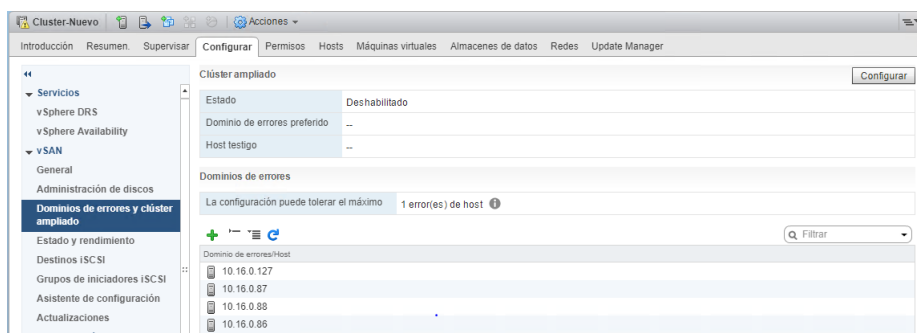 Cluster-Nuevo Acciones
Introducción Resumen. Supervisar Configurar Permisos Hosts Máquinas virtuales Almacenes de datos Redes Update Manager
Servicios
vSphere DRS
vSphere Availability
vSAN
General
Administración de discos
Dominios de errores y clúster
ampliado
Estado y rendimiento
Destinos iSCSI
Grupos de iniciadores iSCSI
Asistente de configuración
Actualizaciones
Clúster ampliado Configurar
Estado Deshabilitado
Dominio de errores preferido --
Host testigo --
Dominios de errores
La configuración puede tolerar el máximo 1 error(es) de host
Filtrar
Dominio de errores/Host
10.16.0.127
10.16.0.87
10.16.0.88
10.16.0.86